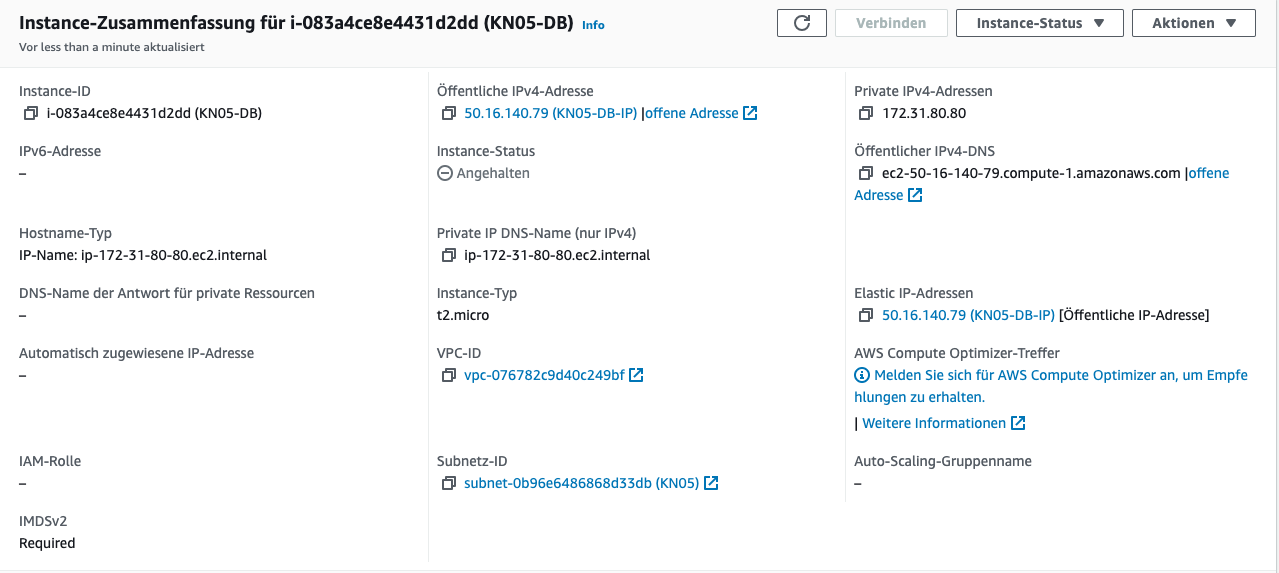 Instance-Zusammenfassung für i-083a4ce8e4431d2dd (KN05-DB) Info
Vor less than a minute aktualisiert
Verbinden
Instance-Status
Aktionen
Instance-ID
i-083a4ce8e4431d2dd (KN05-DB)
Öffentliche IPv4-Adresse
50.16.140.79 (KN05-DB-IP) |offene Adresse
Private IPv4-Adressen
172.31.80.80
IPv6-Adresse
–
Instance-Status
Angehalten
Öffentlicher IPv4-DNS
ec2-50-16-140-79.compute-1.amazonaws.com |offene
Adresse
Hostname-Typ
IP-Name: ip-172-31-80-80.ec2.internal
Private IP DNS-Name (nur IPv4)
ip-172-31-80-80.ec2.internal
DNS-Name der Antwort für private Ressourcen
–
Instance-Typ
t2.micro
Elastic IP-Adressen
50.16.140.79 (KN05-DB-IP) [Öffentliche IP-Adresse]
Automatisch zugewiesene IP-Adresse
–
VPC-ID
vpc-076782c9d40c249bf
AWS Compute Optimizer-Treffer
Melden Sie sich für AWS Compute Optimizer an, um Empfe
hlungen zu erhalten.
| Weitere Informationen
IAM-Rolle
–
Subnetz-ID
subnet-0b96e6486868d33db (KN05)
Auto-Scaling-Gruppenname
–
IMDSv2
Required